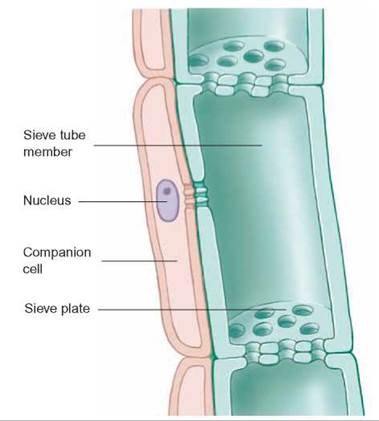 Sieve tube
member
Nucleus
Companion
cell
Sieve plate